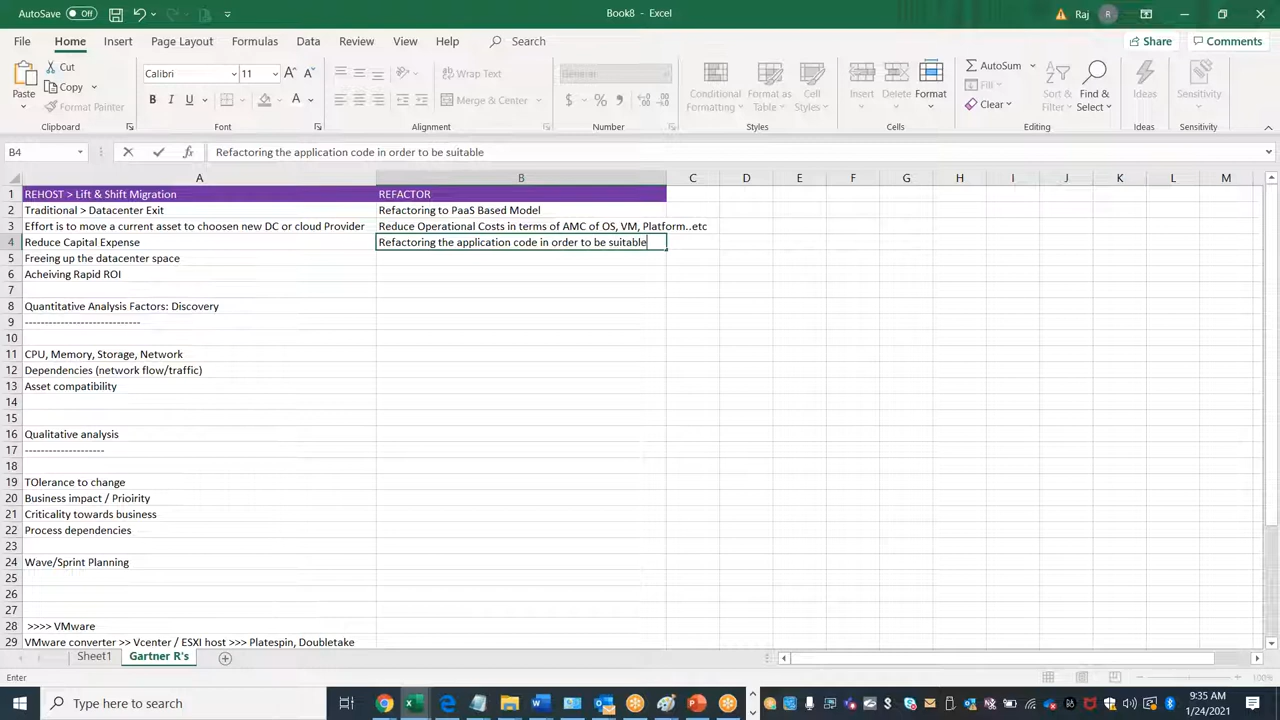 AutoSave Off Book8 - Excel Raj R
File Home Insert Page Layout Formulas Data Review View Help Search Share Comments
Cut Calibri 11 Wrap Text General AutoSum
Copy Fill
Paste Format Painter B I U Merge & Center $ % Conditional Formatting Format as Table Cell Styles Insert Delete Format Clear Sort & Filter Find & Select Ideas Sensitivity
Clipboard Font Alignment Number Styles Cells Editing Ideas Sensitivity
B4 fx Refactoring the application code in order to be suitable
A B C D E F G H I J K L M
1 REHOST > Lift & Shift Migration REFACTOR
2 Traditional > Datacenter Exit Refactoring to PaaS Based Model
3 Effort is to move a current asset to choosen new DC or cloud Provider Reduce Operational Costs in terms of AMC of OS, VM, Platform..etc
4 Reduce Capital Expense Refactoring the application code in order to be suitable
5 Freeing up the datacenter space
6 Acheiving Rapid ROI
7
8 Quantitative Analysis Factors: Discovery
9 -----------------------------
10
11 CPU, Memory, Storage, Network
12 Dependencies (network flow/traffic)
13 Asset compatibility
14
15
16 Qualitative analysis
17 --------------------
18
19 TOlerance to change
20 Business impact / Prioirity
21 Criticality towards business
22 Process dependencies
23
24 Wave/Sprint Planning
25
26
27
28 >>>> VMware
29 VMware converter >> Vcenter / ESXI host >>> Platespin, Doubletake
Sheet1 Gartner R's
Enter 100%
Type here to search 9:35 AM
1/24/2021